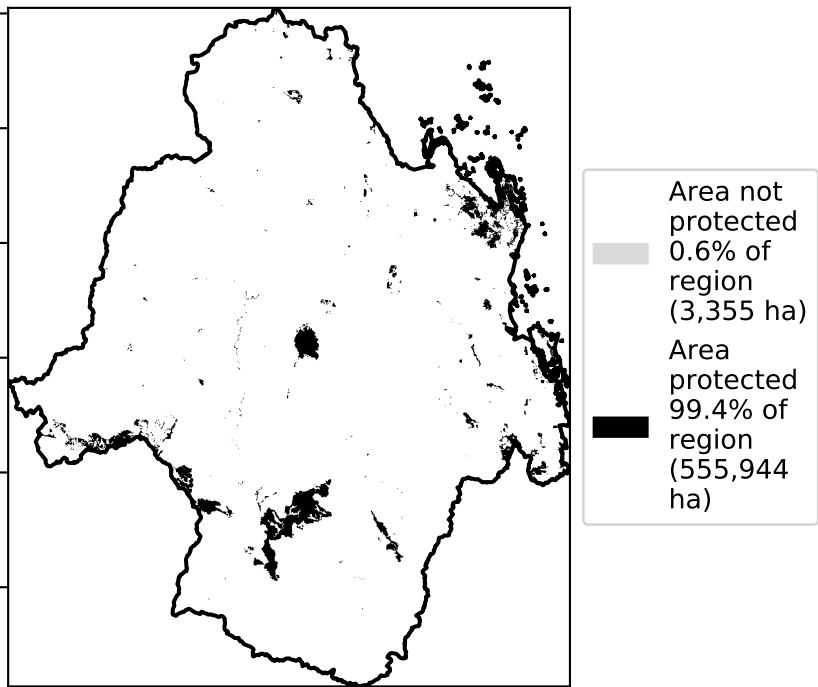 Area not
protected
0.6% of
region
(3,355 ha)
Area
protected
99.4% of
region
(555,944
ha)